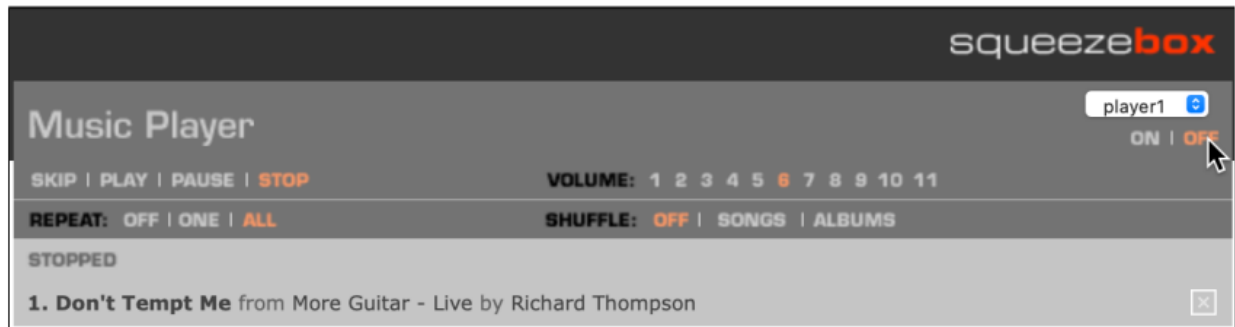 squeezebox
Music Player
player1
ON | OFF
SKIP | PLAY | PAUSE | STOP
VOLUME: 1 2 3 4 5 6 7 8 9 10 11
REPEAT: OFF | ONE | ALL
SHUFFLE: OFF | SONGS | ALBUMS
STOPPED
1. Don't Tempt Me from More Guitar - Live by Richard Thompson